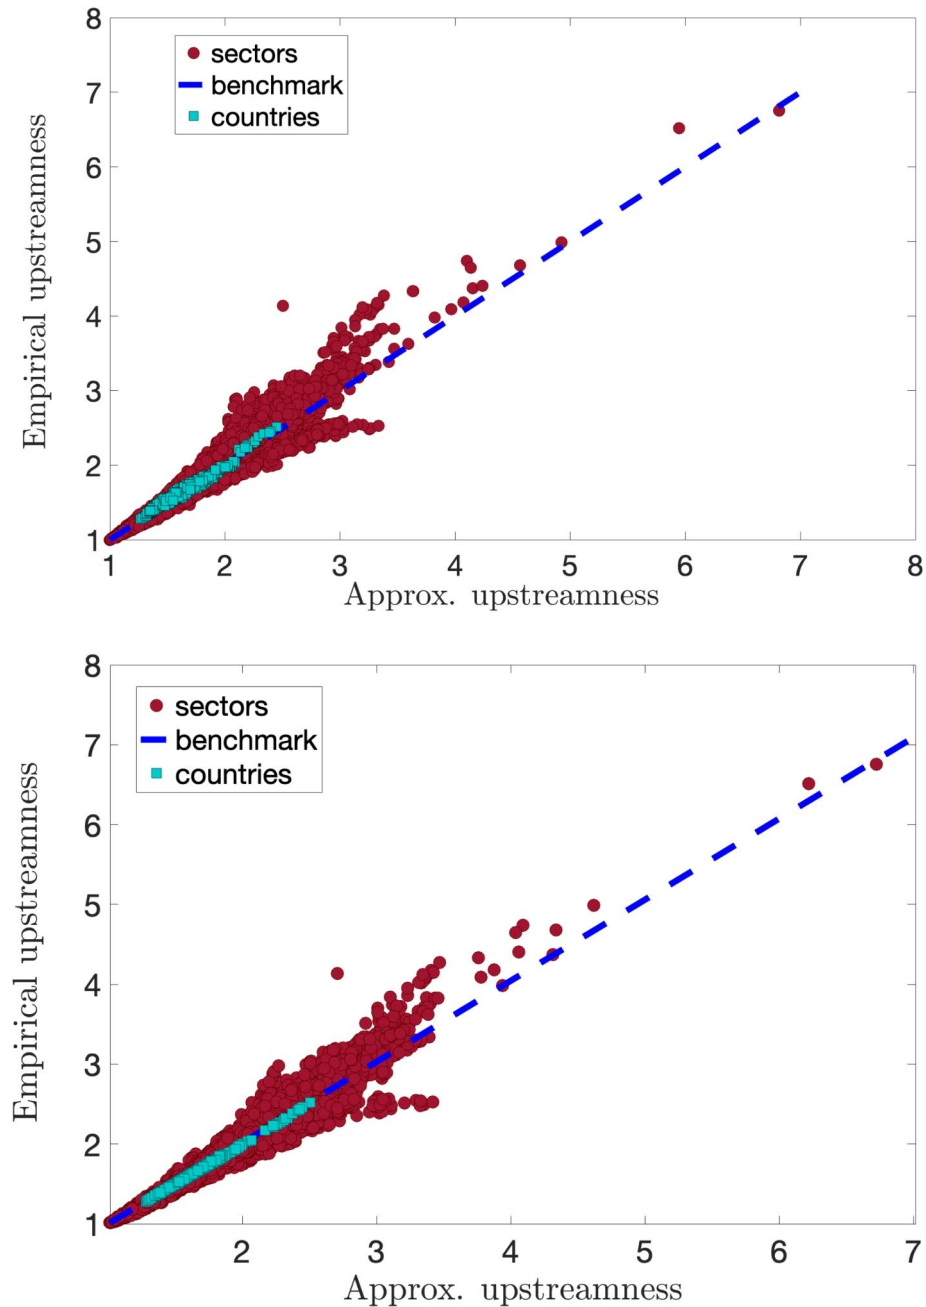 8
7
6
5
4
3
2
1
Empirical upstreamness
sectors
benchmark
countries
1 2 3 4 5 6 7 8
Approx. upstreamness
8
7
6
5
4
3
2
1
Empirical upstreamness
sectors
benchmark
countries
2 3 4 5 6 7
Approx. upstreamness